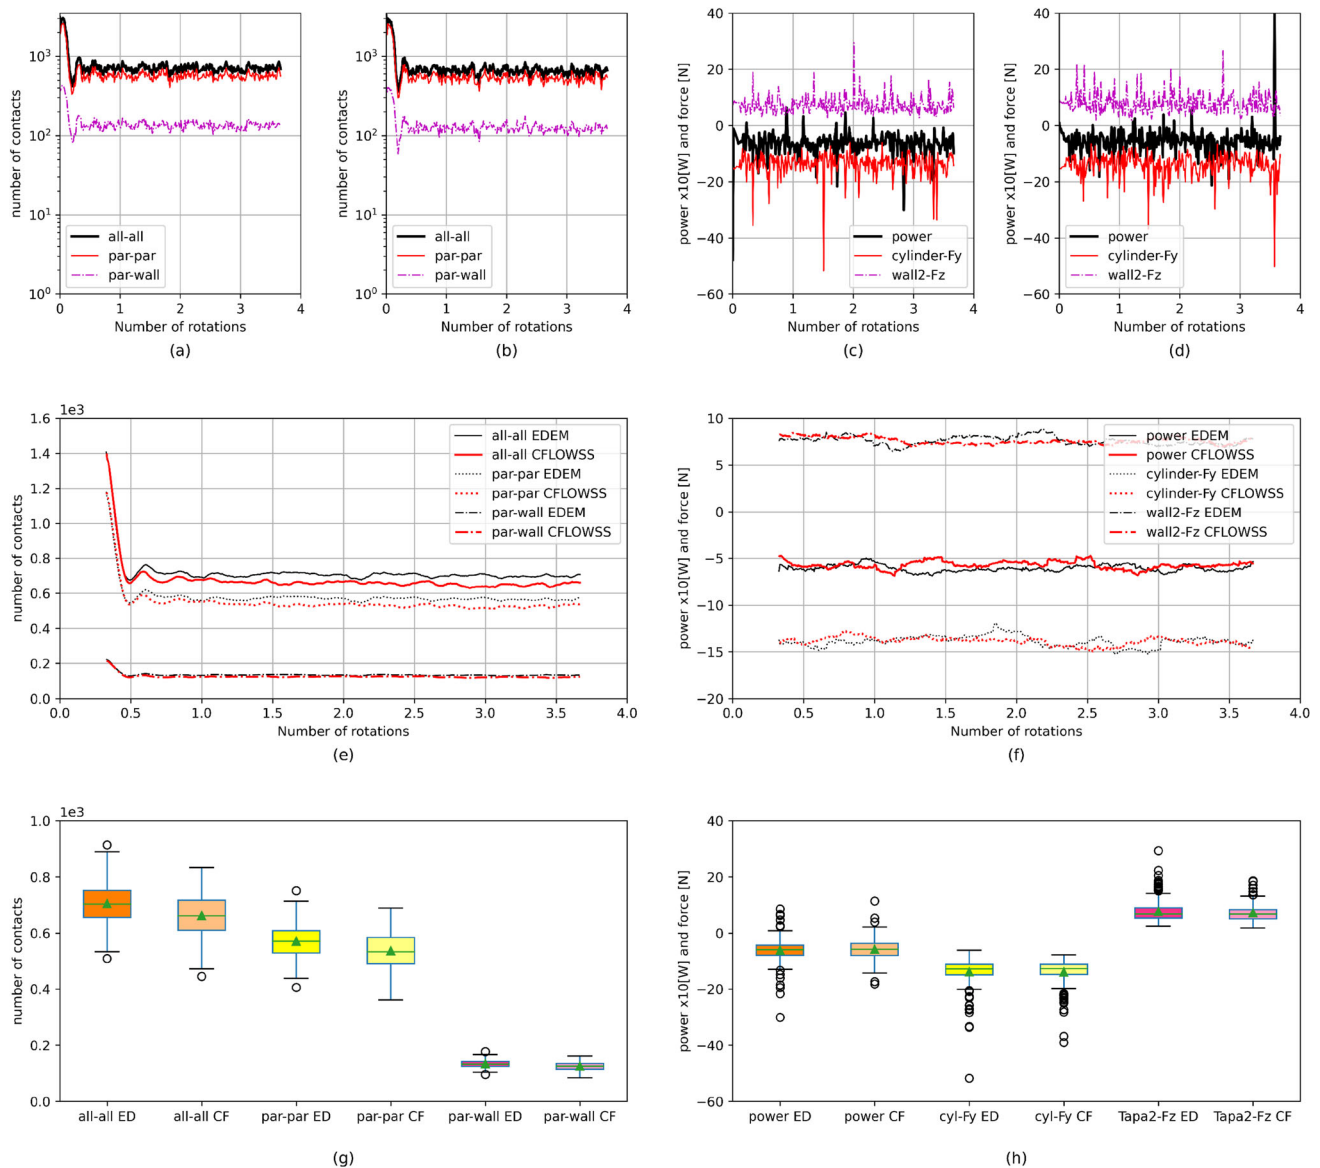 number of contacts
10³
10²
10¹
10⁰
all-all
par-par
par-wall
0 1 2 3 4
Number of rotations
(a)
10³
10²
10¹
10⁰
all-all
par-par
par-wall
0 1 2 3 4
Number of rotations
(b)
power x10[W] and force [N]
40
20
0
−20
−40
−60
power
cylinder-Fy
wall2-Fz
0 1 2 3 4
Number of rotations
(c)
40
20
0
−20
−40
−60
power
cylinder-Fy
wall2-Fz
0 1 2 3 4
Number of rotations
(d)
1e3
number of contacts
1.6
1.4
1.2
1.0
0.8
0.6
0.4
0.2
0.0
all-all EDEM
all-all CFLOWSS
par-par EDEM
par-par CFLOWSS
par-wall EDEM
par-wall CFLOWSS
0.0 0.5 1.0 1.5 2.0 2.5 3.0 3.5 4.0
Number of rotations
(e)
power x10[W] and force [N]
10
5
0
−5
−10
−15
−20
power EDEM
power CFLOWSS
cylinder-Fy EDEM
cylinder-Fy CFLOWSS
wall2-Fz EDEM
wall2-Fz CFLOWSS
0.0 0.5 1.0 1.5 2.0 2.5 3.0 3.5 4.0
Number of rotations
(f)
1e3
number of contacts
1.0
0.8
0.6
0.4
0.2
0.0
all-all ED all-all CF par-par ED par-par CF par-wall ED par-wall CF
(g)
power x10[W] and force [N]
40
20
0
−20
−40
−60
power ED power CF cyl-Fy ED cyl-Fy CF Tapa2-Fz ED Tapa2-Fz CF
(h)